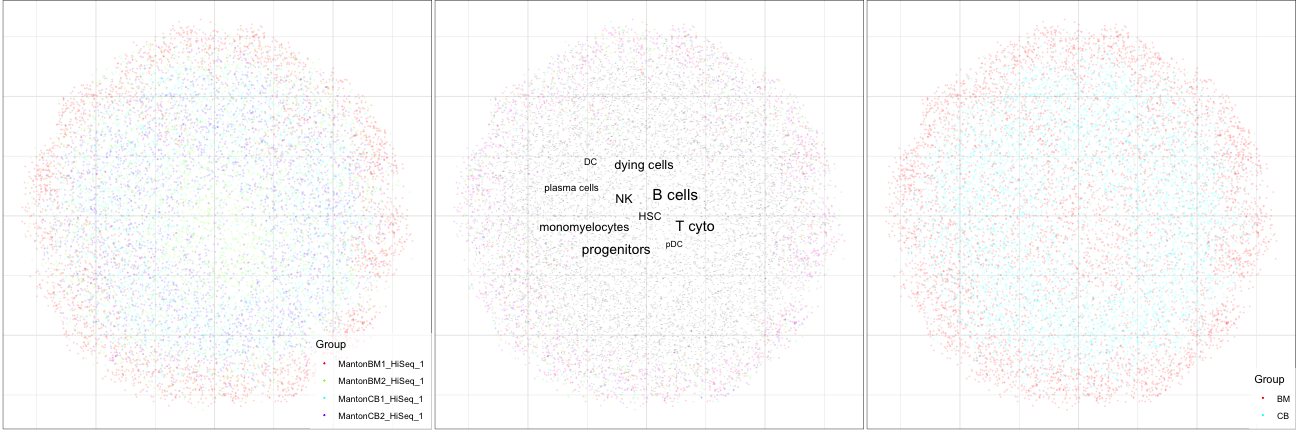 Group
MantonBM1_HiSeq_1
MantonBM2_HiSeq_1
MantonCB1_HiSeq_1
MantonCB2_HiSeq_1
DC
dying cells
plasma cells
NK
B cells
HSC
monomyelocytes
T cyto
progenitors
pDC
Group
BM
CB